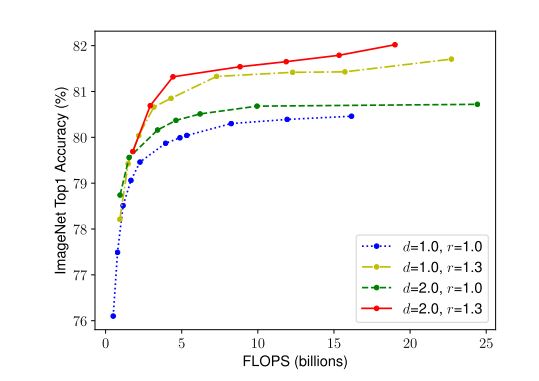 82
81
80
79
78
77
76
ImageNet Top1 Accuracy (%)
d=1.0, r=1.0
d=1.0, r=1.3
d=2.0, r=1.0
d=2.0, r=1.3
0 5 10 15 20 25
FLOPS (billions)